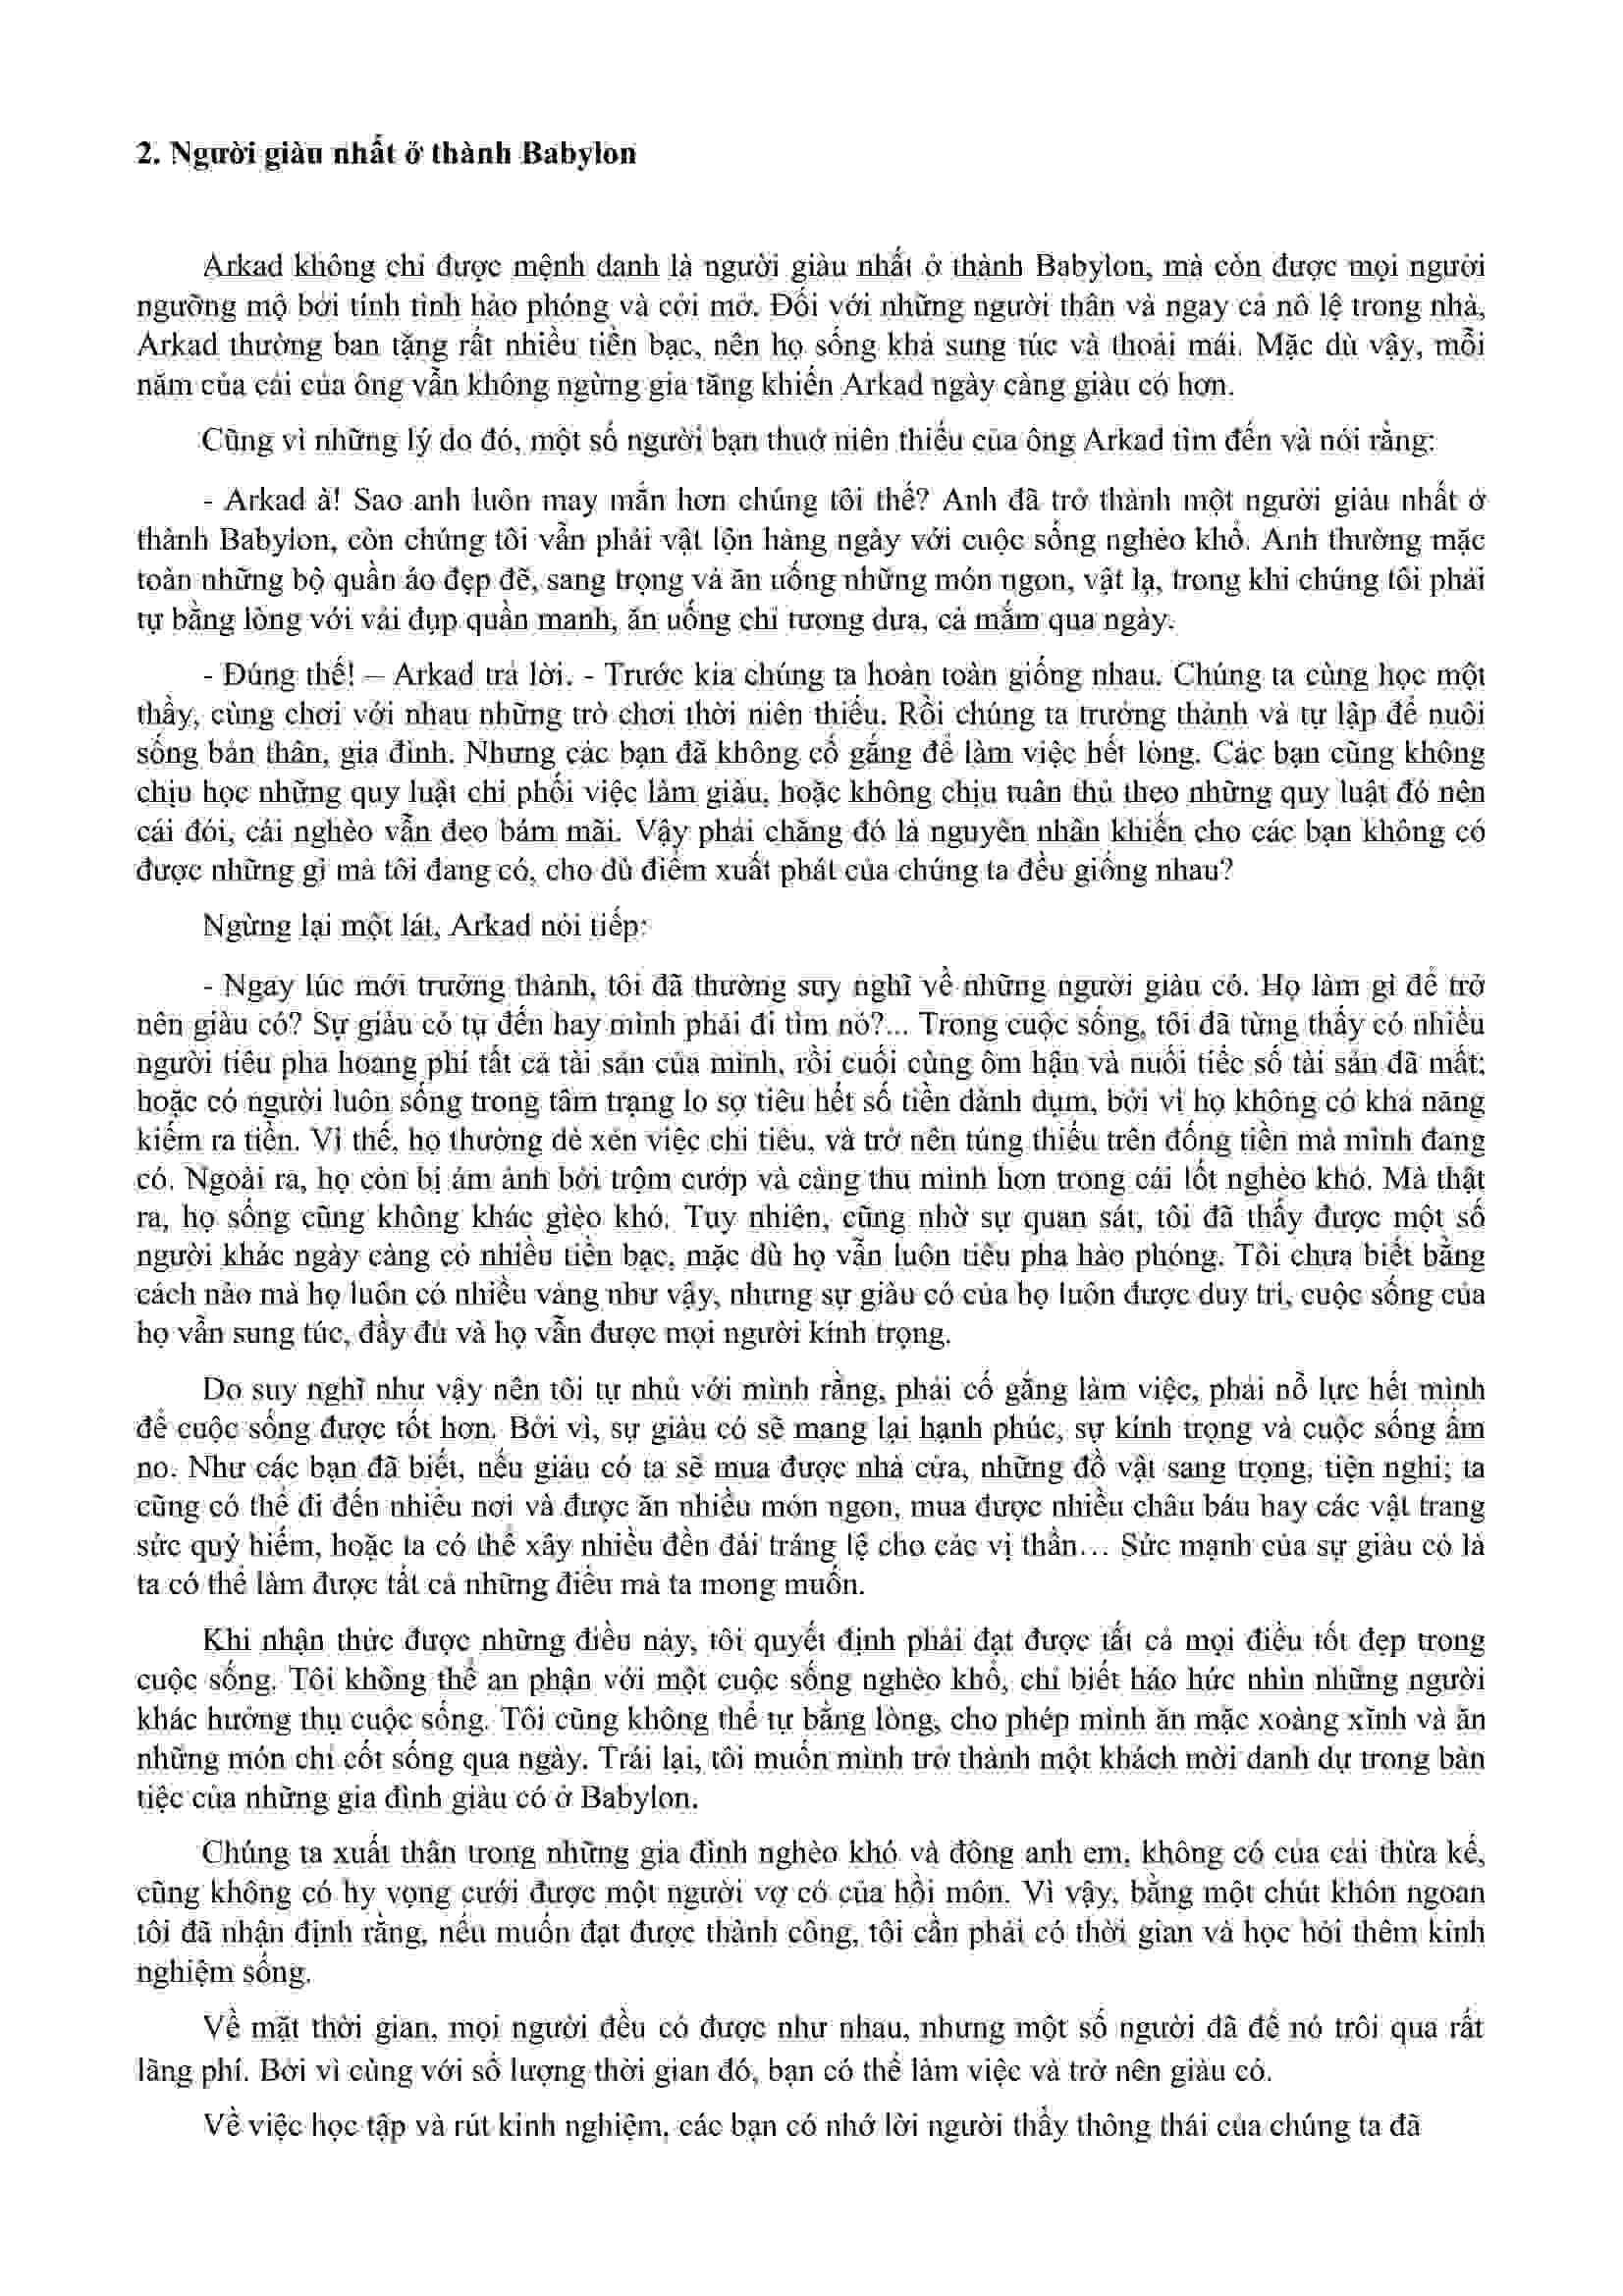 2. Người giàu nhất ở thành Babylon
Arkad không chỉ được mệnh danh là người giàu nhất ở thành Babylon, mà còn được mọi người
ngưỡng mộ bởi tính tình hào phóng và cởi mở. Đối với những người thân và ngay cả nô lệ trong nhà,
Arkad thường ban tặng rất nhiều tiền bạc, nên họ sống khá sung túc và thoải mái. Mặc dù vậy, mỗi
năm của cải của ông vẫn không ngừng gia tăng khiến Arkad ngày càng giàu có hơn.
Cũng vì những lý do đó, một số người bạn thuở niên thiếu của ông Arkad tìm đến và nói rằng:
- Arkad à! Sao anh luôn may mắn hơn chúng tôi thế? Anh đã trở thành một người giàu nhất ở
thành Babylon, còn chúng tôi vẫn phải vật lộn hàng ngày với cuộc sống nghèo khổ. Anh thường mặc
toàn những bộ quần áo đẹp đẽ, sang trọng và ăn uống những món ngon, vật lạ, trong khi chúng tôi phải
tự bằng lòng với vải đụp quần manh, ăn uống chỉ tương dưa, cà mắm qua ngày.
- Đúng thế! – Arkad trả lời. - Trước kia chúng ta hoàn toàn giống nhau. Chúng ta cùng học một
thầy, cùng chơi với nhau những trò chơi thời niên thiếu. Rồi chúng ta trưởng thành và tự lập để nuôi
sống bản thân, gia đình. Nhưng các bạn đã không cố gắng để làm việc hết lòng. Các bạn cũng không
chịu học những quy luật chi phối việc làm giàu, hoặc không chịu tuân thủ theo những quy luật đó nên
cái đói, cái nghèo vẫn đeo bám mãi. Vậy phải chăng đó là nguyên nhân khiến cho các bạn không có
được những gì mà tôi đang có, cho dù điểm xuất phát của chúng ta đều giống nhau?
Ngừng lại một lát, Arkad nói tiếp:
- Ngay lúc mới trưởng thành, tôi đã thường suy nghĩ về những người giàu có. Họ làm gì để trở
nên giàu có? Sự giàu có tự đến hay mình phải đi tìm nó?... Trong cuộc sống, tôi đã từng thấy có nhiều
người tiêu pha hoang phí tất cả tài sản của mình, rồi cuối cùng ôm hận và nuối tiếc số tài sản đã mất;
hoặc có người luôn sống trong tâm trạng lo sợ tiêu hết số tiền dành dụm, bởi vì họ không có khả năng
kiếm ra tiền. Vì thế, họ thường dè xẻn việc chi tiêu, và trở nên túng thiếu trên đống tiền mà mình đang
có. Ngoài ra, họ còn bị ám ảnh bởi trộm cướp và càng thu mình hơn trong cái lốt nghèo khó. Mà thật
ra, họ sống cũng không khác gìèo khó. Tuy nhiên, cũng nhờ sự quan sát, tôi đã thấy được một số
người khác ngày càng có nhiều tiền bạc, mặc dù họ vẫn luôn tiêu pha hào phóng. Tôi chưa biết bằng
cách nào mà họ luôn có nhiều vàng như vậy, nhưng sự giàu có của họ luôn được duy trì, cuộc sống của
họ vẫn sung túc, đầy đủ và họ vẫn được mọi người kính trọng.
Do suy nghĩ như vậy nên tôi tự nhủ với mình rằng, phải cố gắng làm việc, phải nỗ lực hết mình
để cuộc sống được tốt hơn. Bởi vì, sự giàu có sẽ mang lại hạnh phúc, sự kính trọng và cuộc sống ấm
no. Như các bạn đã biết, nếu giàu có ta sẽ mua được nhà cửa, những đồ vật sang trọng, tiện nghi; ta
cũng có thể đi đến nhiều nơi và được ăn nhiều món ngon, mua được nhiều châu báu hay các vật trang
sức quý hiếm, hoặc ta có thể xây nhiều đền đài tráng lệ cho các vị thần… Sức mạnh của sự giàu có là
ta có thể làm được tất cả những điều mà ta mong muốn.
Khi nhận thức được những điều này, tôi quyết định phải đạt được tất cả mọi điều tốt đẹp trong
cuộc sống. Tôi không thể an phận với một cuộc sống nghèo khổ, chỉ biết háo hức nhìn những người
khác hưởng thụ cuộc sống. Tôi cũng không thể tự bằng lòng, cho phép mình ăn mặc xoàng xĩnh và ăn
những món chỉ cốt sống qua ngày. Trái lại, tôi muốn mình trở thành một khách mời danh dự trong bàn
tiệc của những gia đình giàu có ở Babylon.
Chúng ta xuất thân trong những gia đình nghèo khó và đông anh em, không có của cải thừa kế,
cũng không có hy vọng cưới được một người vợ có của hồi môn. Vì vậy, bằng một chút khôn ngoan
tôi đã nhận định rằng, nếu muốn đạt được thành công, tôi cần phải có thời gian và học hỏi thêm kinh
nghiệm sống.
Về mặt thời gian, mọi người đều có được như nhau, nhưng một số người đã để nó trôi qua rất
lãng phí. Bởi vì cùng với số lượng thời gian đó, bạn có thể làm việc và trở nên giàu có.
Về việc học tập và rút kinh nghiệm, các bạn có nhớ lời người thầy thông thái của chúng ta đã